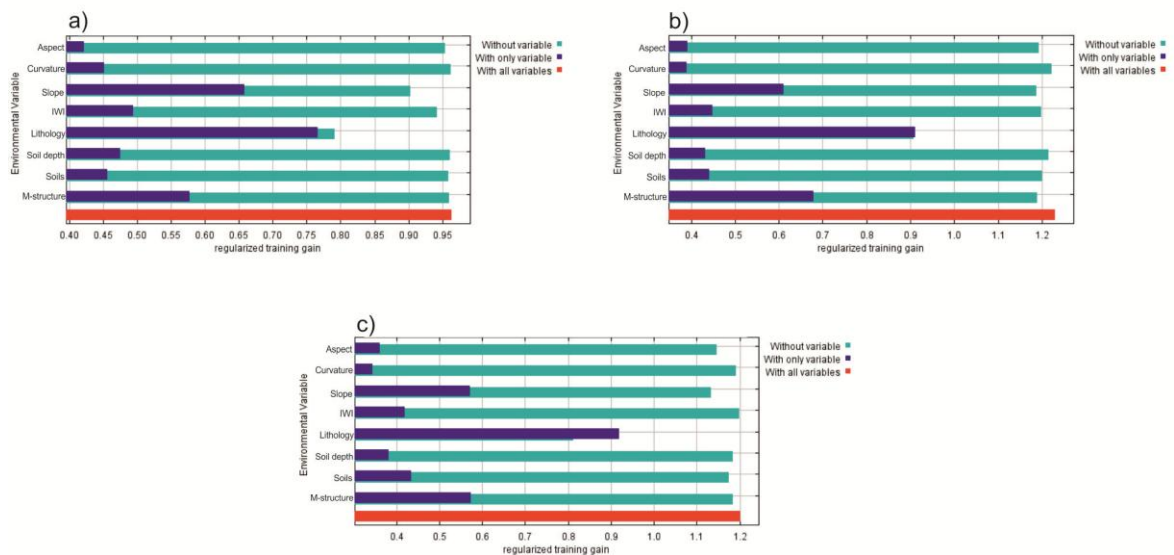 a)
Environmental Variable
Aspect
Curvature
Slope
IWI
Lithology
Soil depth
Soils
M-structure
0.40 0.45 0.50 0.55 0.60 0.65 0.70 0.75 0.80 0.85 0.90 0.95
regularized training gain
Without variable
With only variable
With all variables
b)
Environmental Variable
Aspect
Curvature
Slope
IWI
Lithology
Soil depth
Soils
M-structure
0.4 0.5 0.6 0.7 0.8 0.9 1.0 1.1 1.2
regularized training gain
Without variable
With only variable
With all variables
c)
Environmental Variable
Aspect
Curvature
Slope
IWI
Lithology
Soil depth
Soils
M-structure
0.4 0.5 0.6 0.7 0.8 0.9 1.0 1.1 1.2
regularized training gain
Without variable
With only variable
With all variables